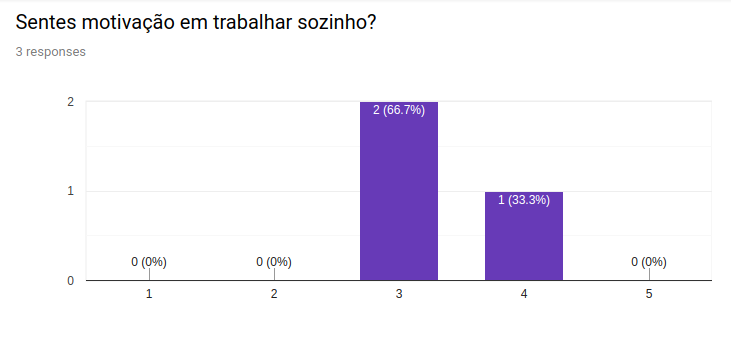 Sentes motivação em trabalhar sozinho?
3 responses
2
2 (66.7%)
1
1 (33.3%)
0 (0%)
0 (0%)
0 (0%)
0
1 2 3 4 5